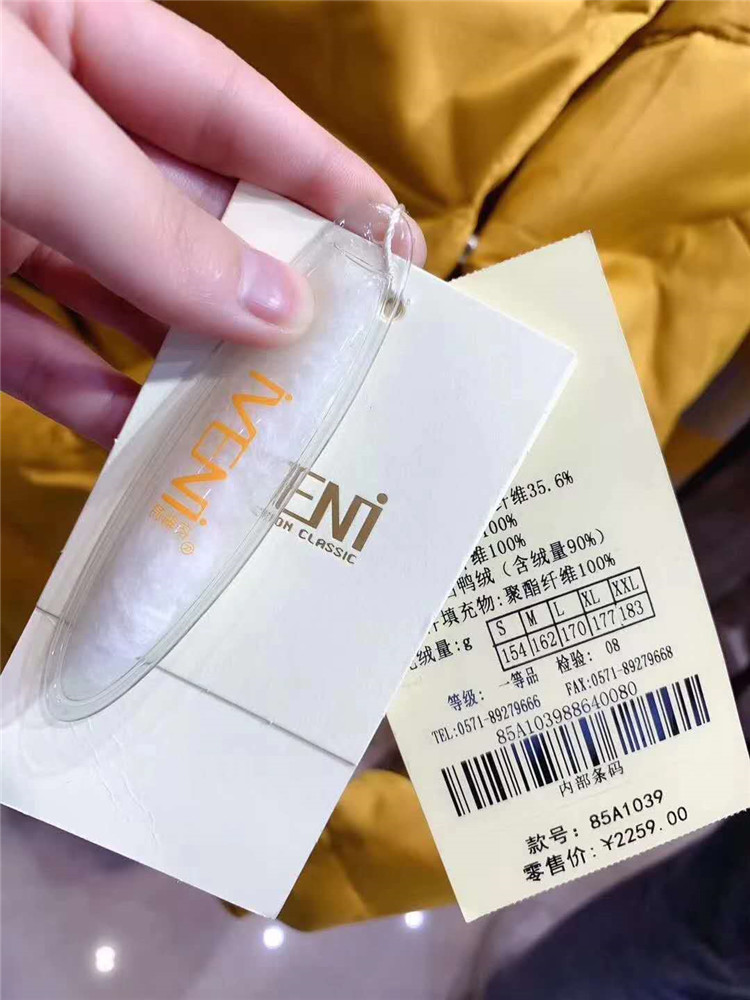 iVENi
ENi
CLASSIC
纤维35.6%
100%
维100%
鸭绒（含绒量90%）
填充物:聚酯纤维100%
绒量:g
S M L XL XXL
154 162 170 177 183
等级: 一等品 检验: 08
TEL:0571-89279666 FAX:0571-89279668
85A103988640080
内部条码
款号: 85A1039
零售价:¥2259.00